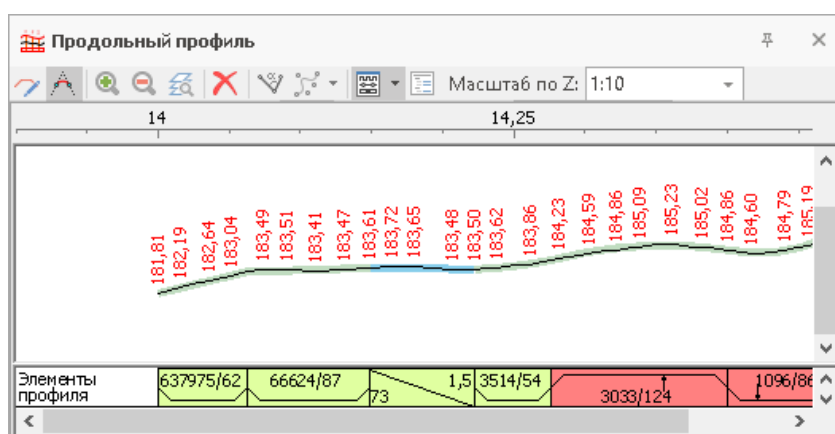 Продольный профиль
Масштаб по Z: 1:10
14 14,25
181,81 182,19 182,64 183,04 183,49 183,51 183,41 183,47 183,61 183,72 183,65 183,48 183,50 183,62 183,86 184,23 184,59 184,86 185,09 185,23 185,02 184,86 184,60 184,79 185,19
Элементы профиля
637975/62 66624/87 73 1,5 3514/54 3033/124 1096/86